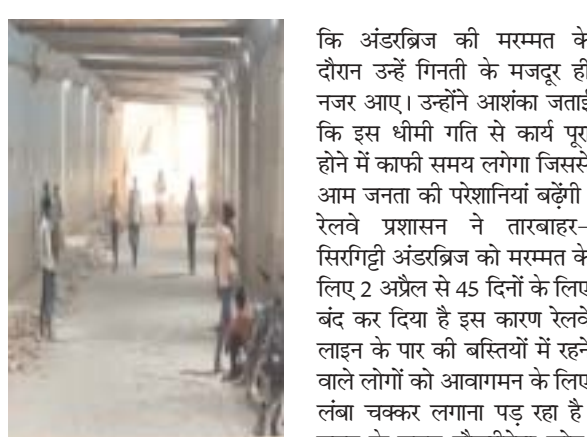 कि अंडरब्रिज की मरम्मत के
दौरान उन्हें गिनती के मजदूर ही
नजर आए। उन्होंने आशंका जताई
कि इस धीमी गति से कार्य पूरा
होने में काफी समय लगेगा जिससे
आम जनता की परेशानियां बढ़ेंगी
रेलवे प्रशासन ने तारबाहर-
सिरगिट्टी अंडरब्रिज को मरम्मत के
लिए 2 अप्रैल से 45 दिनों के लिए
बंद कर दिया है इस कारण रेलवे
लाइन के पार की बस्तियों में रहने
वाले लोगों को आवागमन के लिए
लंबा चक्कर लगाना पड़ रहा है